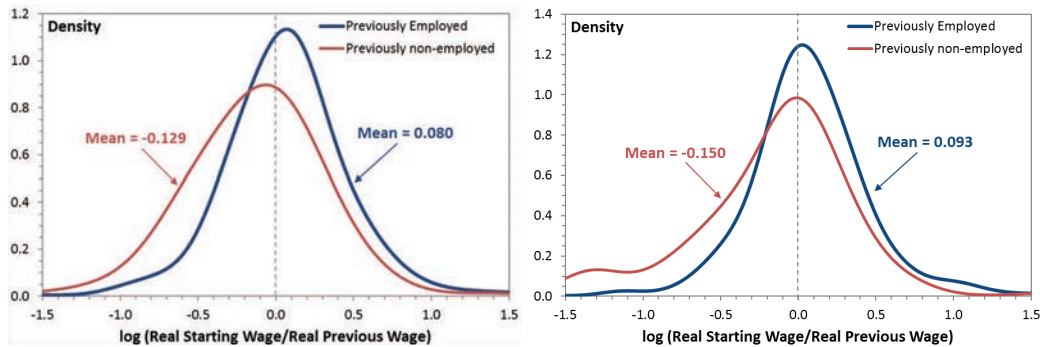 Density
Previously Employed
Previously non-employed
Mean = -0.129
Mean = 0.080
1.2
1.0
0.8
0.6
0.4
0.2
0.0
-1.5
-1.0
-0.5
0.0
0.5
1.0
1.5
log (Real Starting Wage/Real Previous Wage)
Density
Previously Employed
Previously non-employed
Mean = -0.150
Mean = 0.093
1.4
1.2
1.0
0.8
0.6
0.4
0.2
0.0
-1.5
-1.0
-0.5
0.0
0.5
1.0
1.5
log (Real Starting Wage/Real Previous Wage)